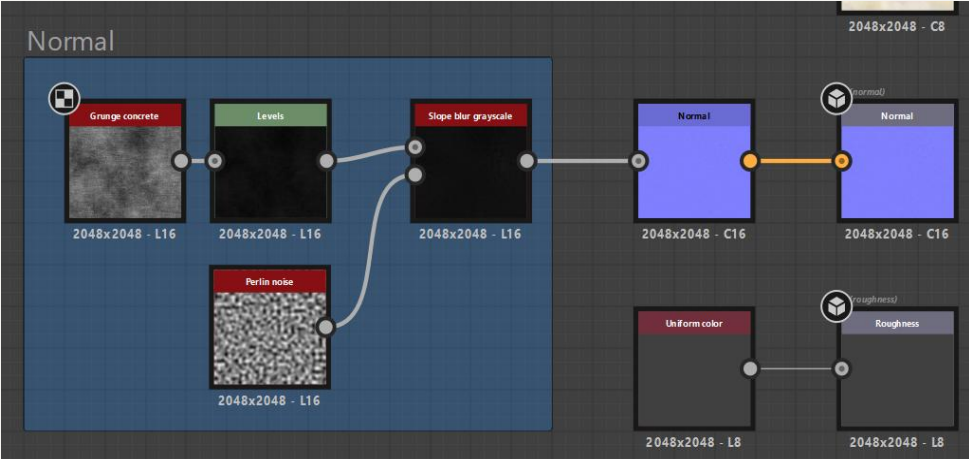 2048x2048 - C8
Normal
(normal)
Grunge concrete
Levels
Slope blur grayscale
Normal
Normal
2048x2048 - L16
2048x2048 - L16
2048x2048 - L16
2048x2048 - C16
2048x2048 - C16
Perlin noise
(roughness)
Uniform color
Roughness
2048x2048 - L16
2048x2048 - L8
2048x2048 - L8